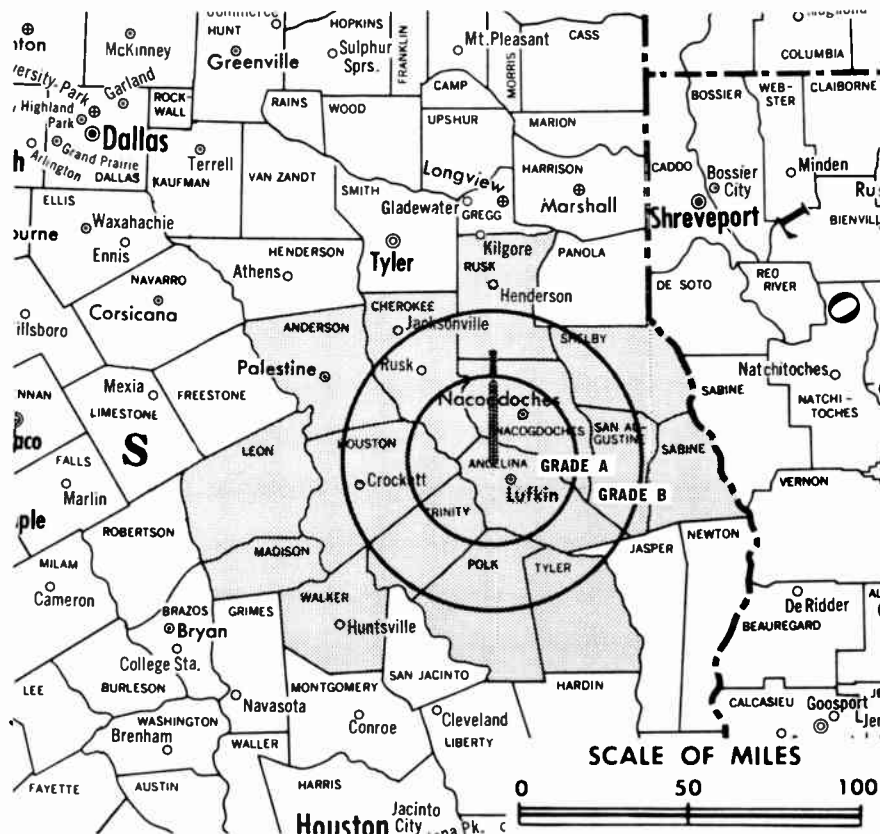 HOPKINS
HUNT
McKinney
Greenville
Sulphur
Sprs.
FRANKLIN
Mt. Pleasant
MORRIS
CASS
COLUMBIA
Garland
Highland
Park
ROCK-
WALL
RAINS
WOOD
CAMP
UPSHUR
MARION
BOSSIER
WEB-
STER
CLAIBORNE
Dallas
Grand Prairie
Arlington
DALLAS
KAUFMAN
Terrell
VAN ZANDT
SMITH
Longview
Gladewater
GREGG
HARRISON
Marshall
CADDO
Bossier
City
Minden
Shreveport
ELLIS
Waxahachie
Ennis
HENDERSON
Athens
Tyler
Kilgore
RUSK
Henderson
PANOLA
DE SOTO
RED
RIVER
NAVARRO
Corsicana
ANDERSON
CHEROKEE
Jacksonville
SHELBY
Palestine
Rusk
Mexia
LIMESTONE
FREESTONE
Nacogdoches
NACOGDOCHES
SAN AU-
GUSTINE
SABINE
SABINE
Natchitoches
NATCHI-
TOCHES
S
O
FALLS
Marlin
LEON
HOUSTON
Crockett
ANGELINA
GRADE A
Lufkin
GRADE B
VERNON
ROBERTSON
TRINITY
MADISON
POLK
TYLER
JASPER
NEWTON
MILAM
Cameron
BRAZOS
Bryan
College Sta.
GRIMES
WALKER
Huntsville
De Ridder
BEAUREGARD
LEE
BURLESON
Navasota
MONTGOMERY
Conroe
SAN JACINTO
Cleveland
LIBERTY
HARDIN
CALCASIEU
Goosport
WASHINGTON
Brenham
WALLER
FAYETTE
AUSTIN
HARRIS
Houston
Jacinto
City
SCALE OF MILES
0 50 100